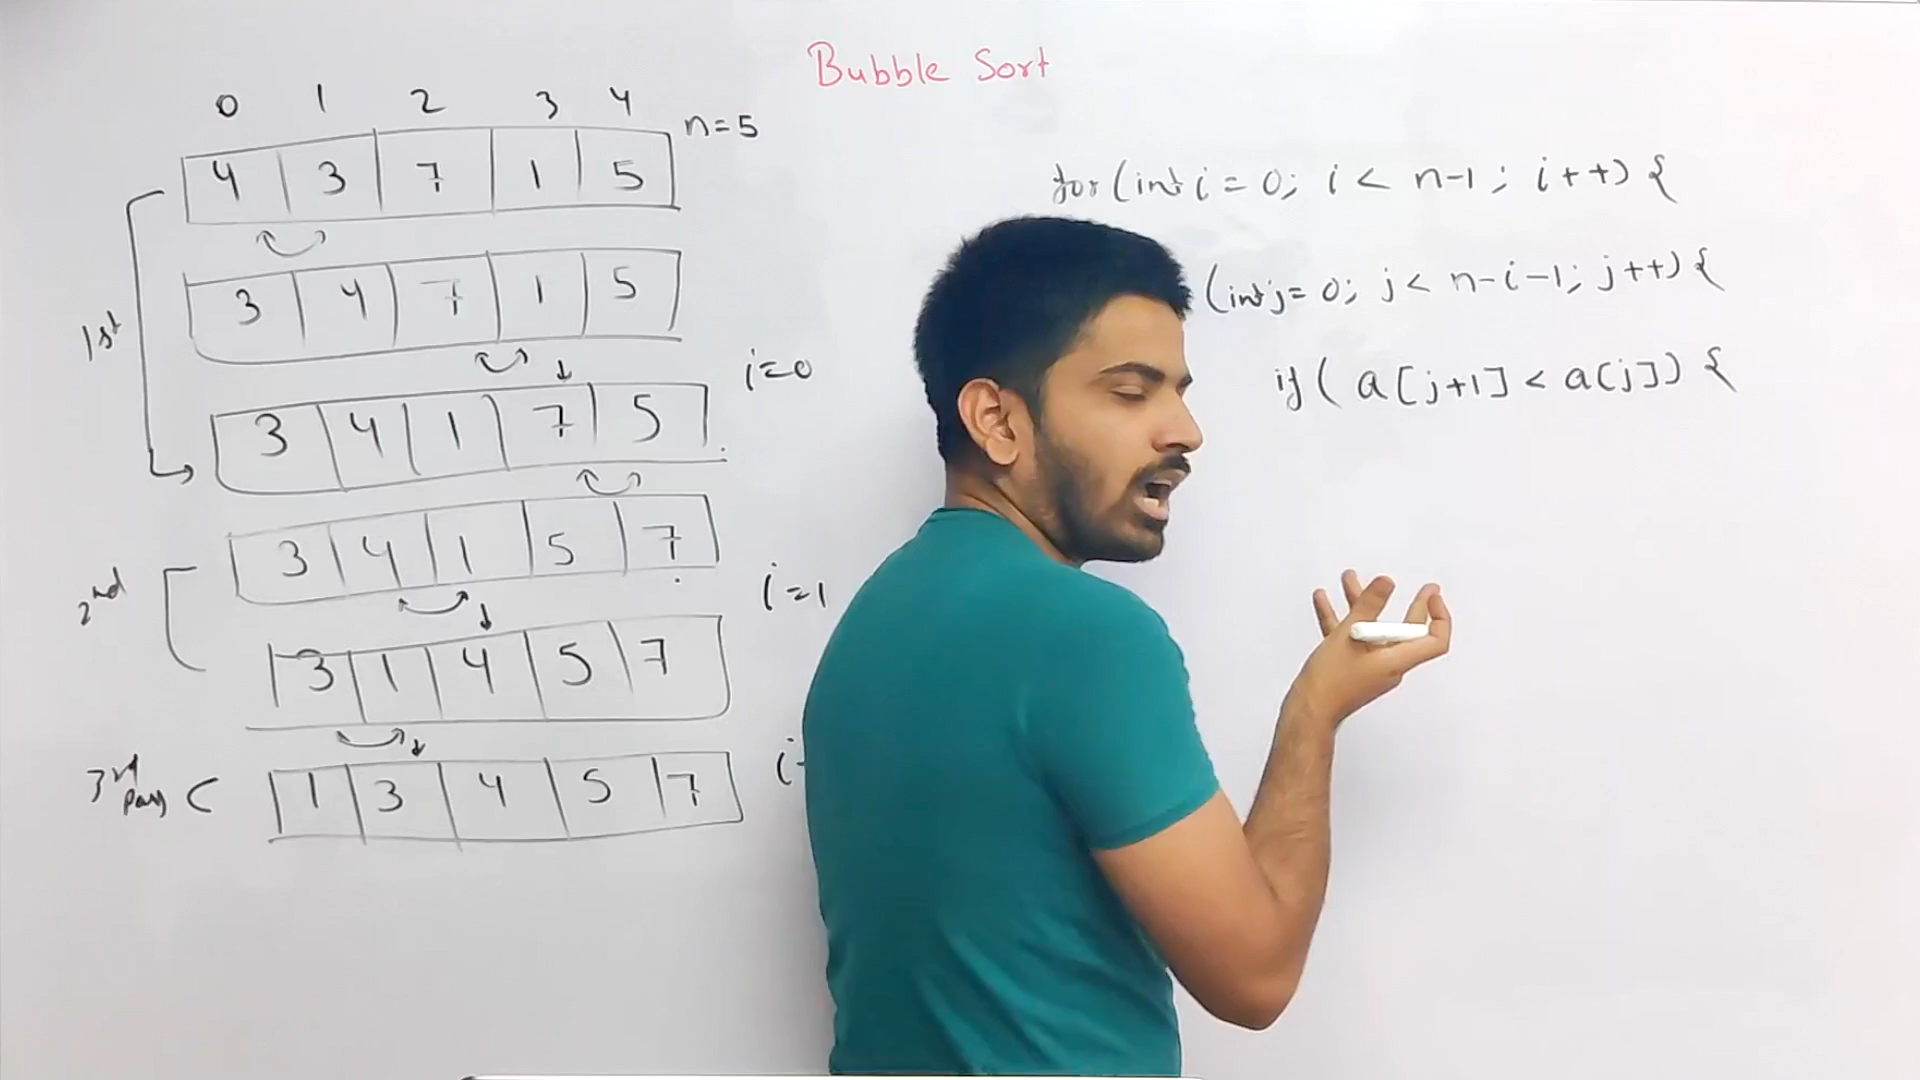 Bubble Sort
0 1 2 3 4
n=5
4 3 7 1 5
3 4 7 1 5
1st
i=0
3 4 1 7 5
3 4 1 5 7
2nd
i=1
3 1 4 5 7
3rd
1 3 4 5 7
for(int i=0; i<n-1; i++){
(int j=0; j<n-i-1; j++){
if(a[j+1]<a[j]){